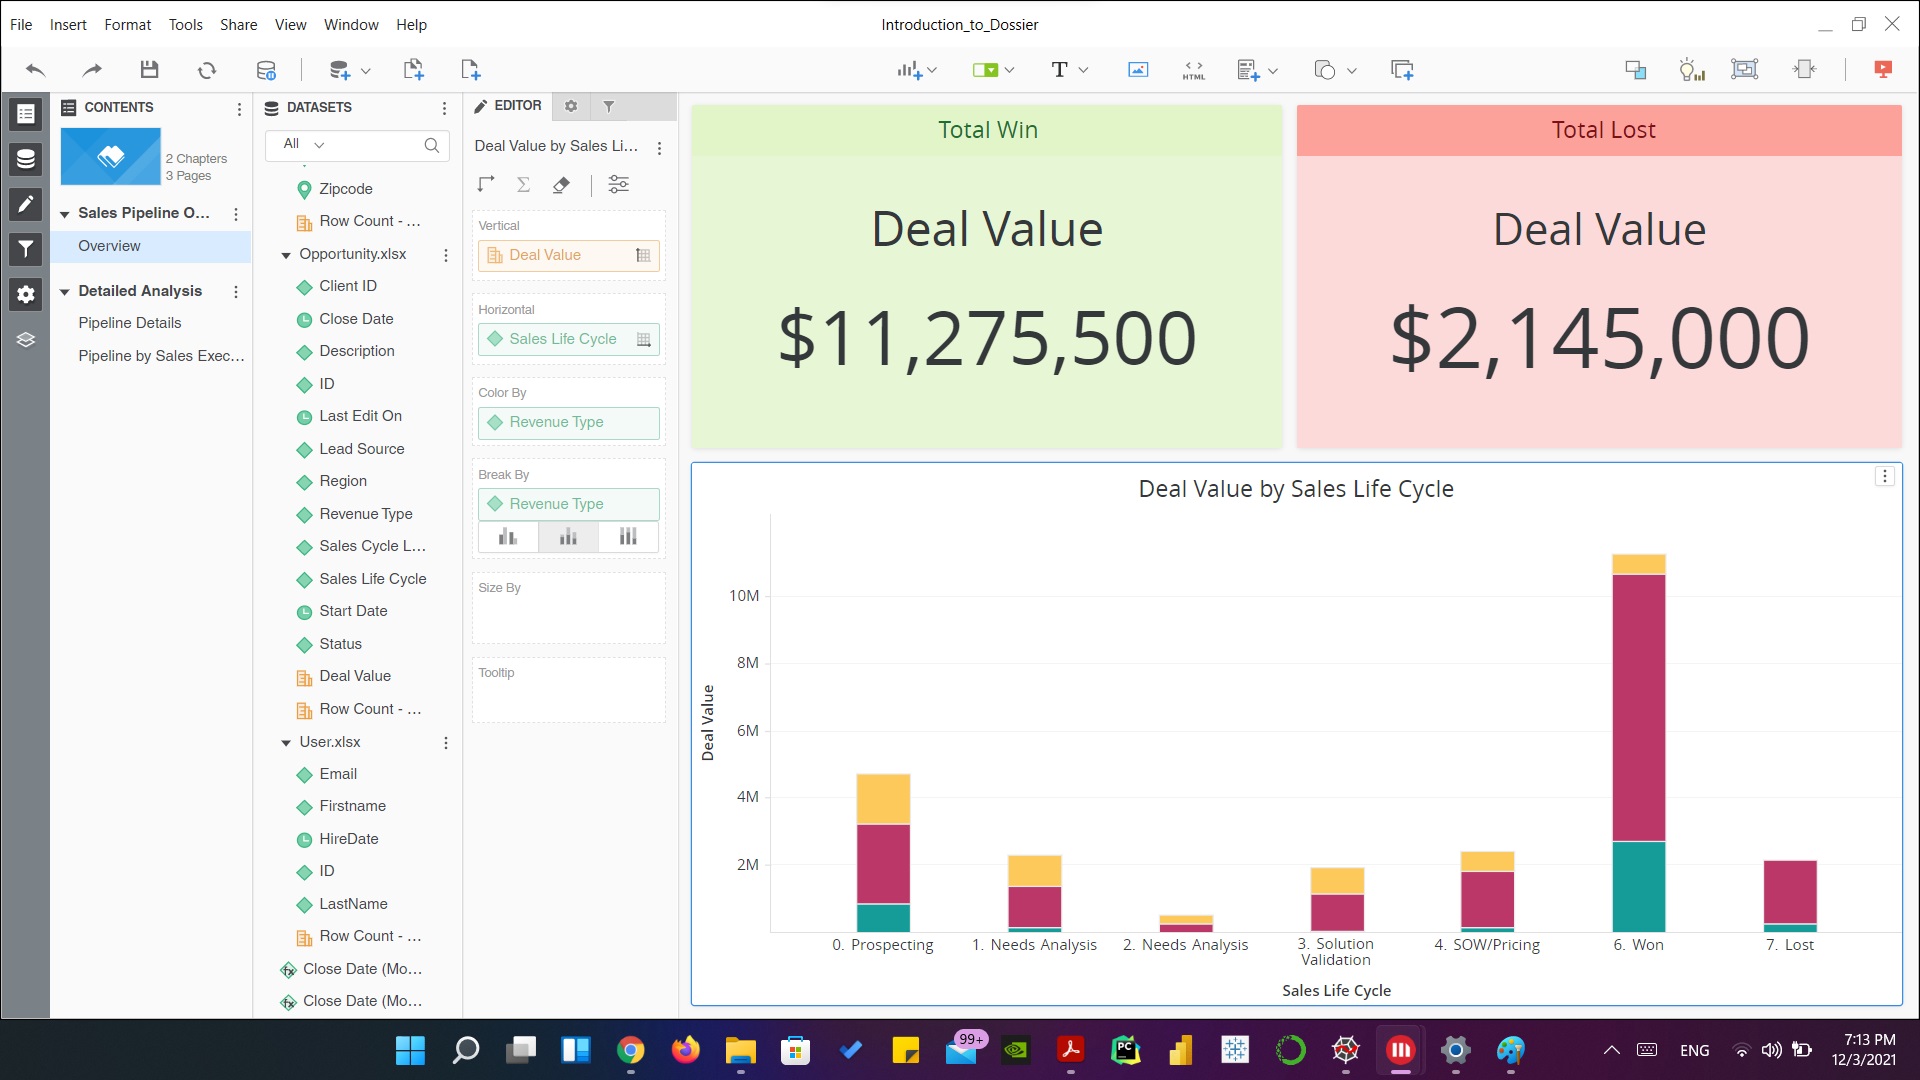 File Insert Format Tools Share View Window Help
Introduction_to_Dossier
HTML
CONTENTS
2 Chapters
3 Pages
Sales Pipeline O...
Overview
Detailed Analysis
Pipeline Details
Pipeline by Sales Exec...
DATASETS
All
Zipcode
Row Count - ...
Opportunity.xlsx
Client ID
Close Date
Description
ID
Last Edit On
Lead Source
Region
Revenue Type
Sales Cycle L...
Sales Life Cycle
Start Date
Status
Deal Value
Row Count - ...
User.xlsx
Email
Firstname
HireDate
ID
LastName
Row Count - ...
Close Date (Mo...
Close Date (Mo...
EDITOR
Deal Value by Sales Li...
Vertical
Deal Value
Horizontal
Sales Life Cycle
Color By
Revenue Type
Break By
Revenue Type
Size By
Tooltip
Total Win
Deal Value
$11,275,500
Total Lost
Deal Value
$2,145,000
Deal Value by Sales Life Cycle
10M
8M
6M
4M
2M
Deal Value
0. Prospecting
1. Needs Analysis
2. Needs Analysis
3. Solution
Validation
4. SOW/Pricing
6. Won
7. Lost
Sales Life Cycle
99+
PC
ENG
7:13 PM
12/3/2021